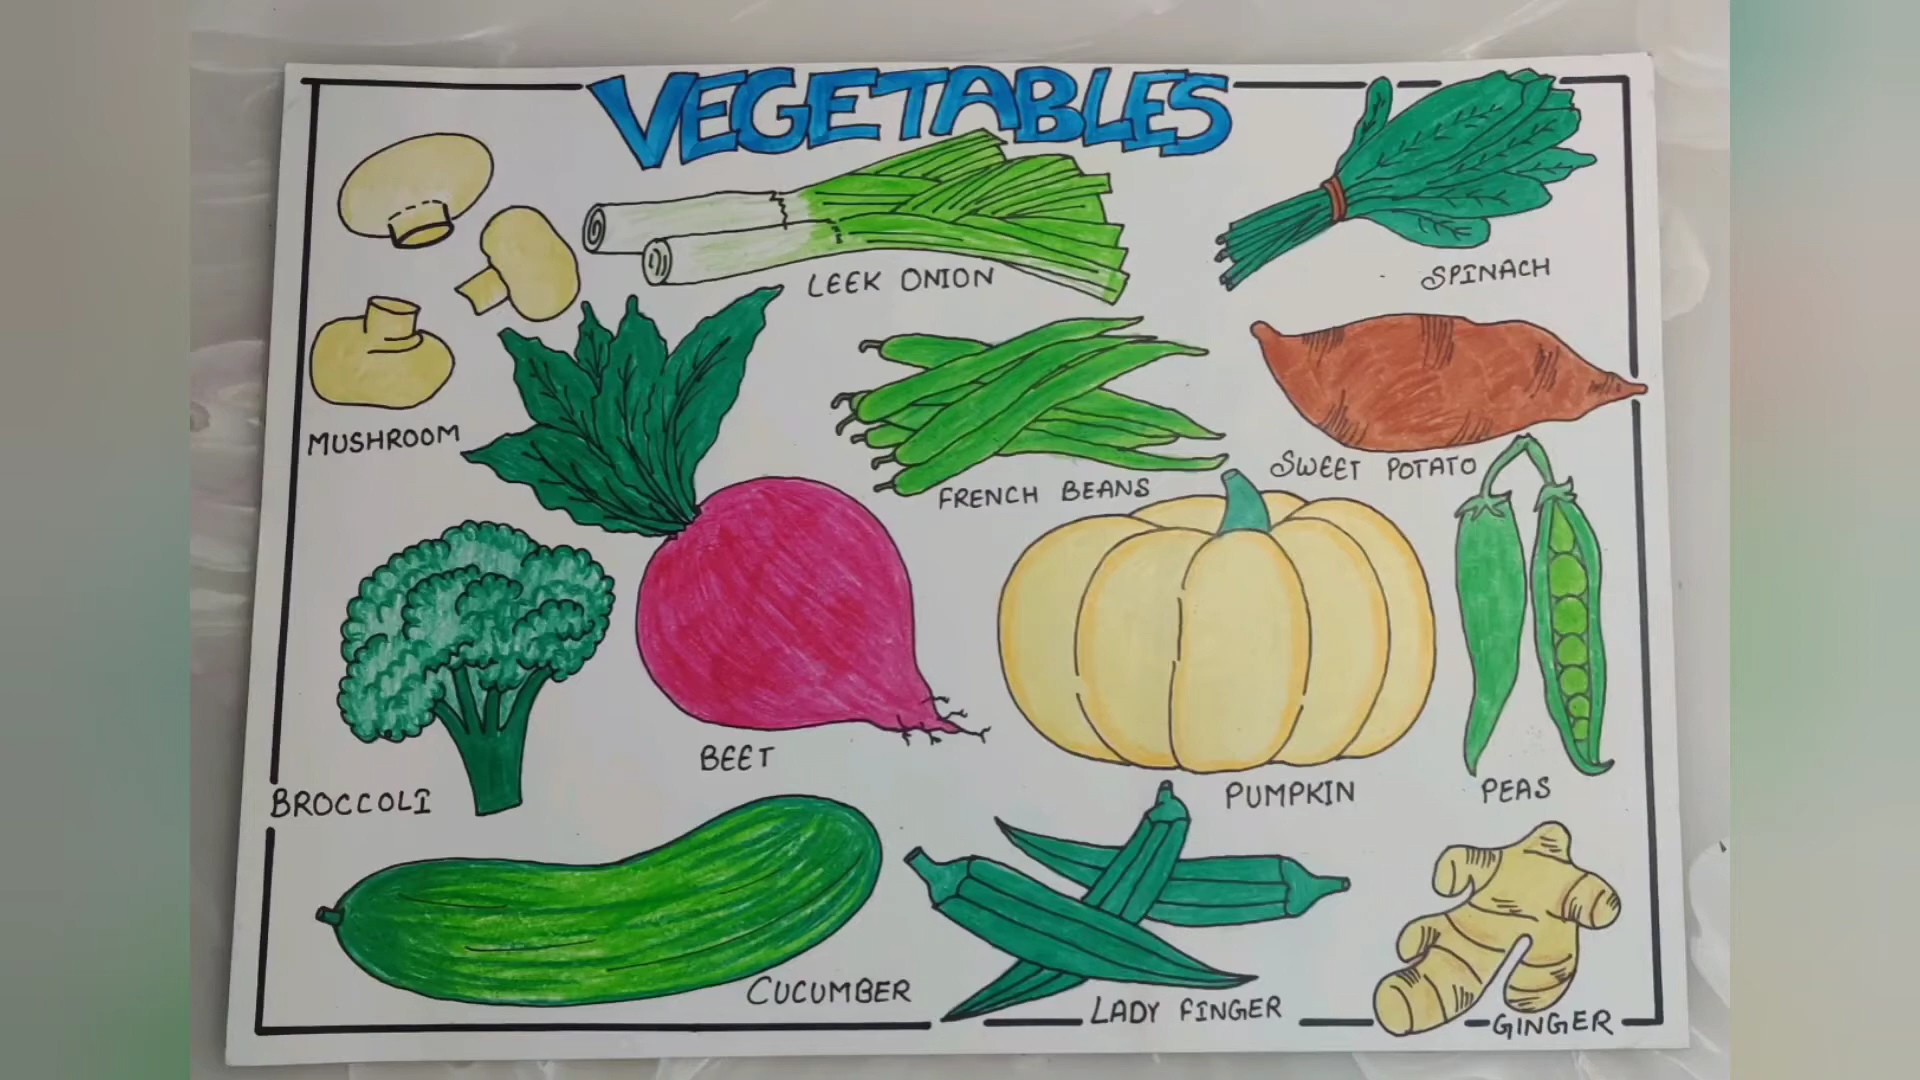 VEGETABLES
LEEK ONION
SPINACH
MUSHROOM
FRENCH BEANS
SWEET POTATO
BROCCOLI
BEET
PUMPKIN
PEAS
CUCUMBER
LADY FINGER
GINGER